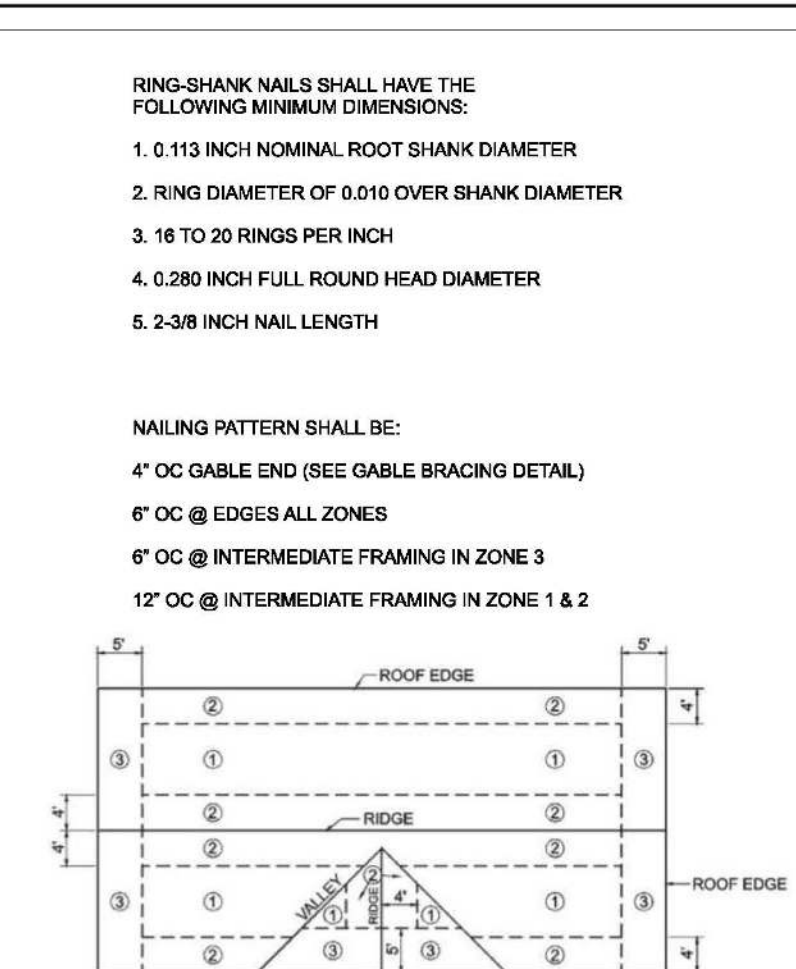 RING-SHANK NAILS SHALL HAVE THE
FOLLOWING MINIMUM DIMENSIONS:
1. 0.113 INCH NOMINAL ROOT SHANK DIAMETER
2. RING DIAMETER OF 0.010 OVER SHANK DIAMETER
3. 16 TO 20 RINGS PER INCH
4. 0.280 INCH FULL ROUND HEAD DIAMETER
5. 2-3/8 INCH NAIL LENGTH
NAILING PATTERN SHALL BE:
4" OC GABLE END (SEE GABLE BRACING DETAIL)
6" OC @ EDGES ALL ZONES
6" OC @ INTERMEDIATE FRAMING IN ZONE 3
12" OC @ INTERMEDIATE FRAMING IN ZONE 1 & 2
5' 5'
ROOF EDGE
② ② 4'
③ ① ① ③
4' ② ②
RIDGE
4' ② ②
② ROOF EDGE
③ ① VALLEY ① RIDGE 4' ① ① ③
② ③ 5' ③ ② 4'